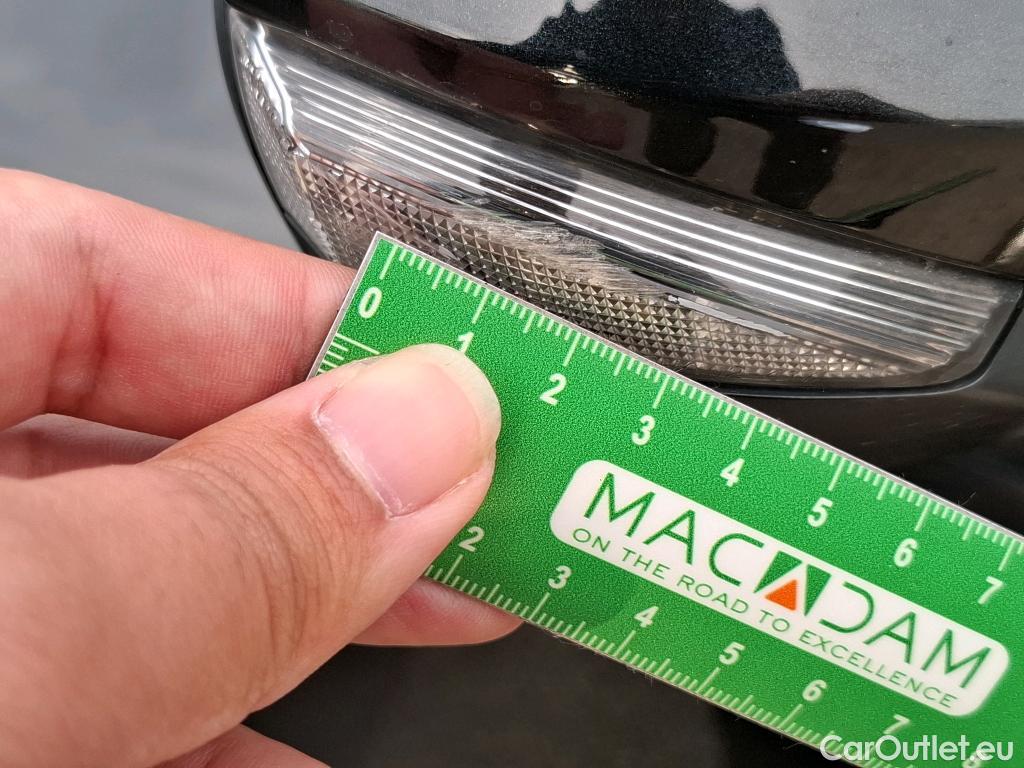 0 1 2 3 4 5 6 7
MACADAM
ON THE ROAD TO EXCELLENCE
2 3 4 5 6 7 8
CarOutlet.eu